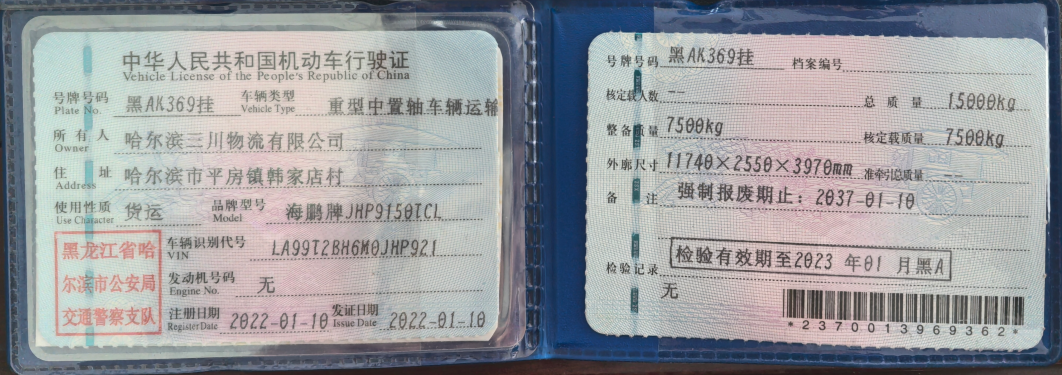 中华人民共和国机动车行驶证
Vehicle License of the People's Republic of China
号牌号码 黑AK369挂 车辆类型 重型中置轴车辆运输
Plate No. Vehicle Type
所有人 哈尔滨三川物流有限公司
Owner
住址 哈尔滨市平房镇韩家店村
Address
使用性质 货运 品牌型号 海鹏牌JHP9150TCL
Use Character Model
车辆识别代号 LA99T2BH6M0JHP921
VIN
发动机号码 无
Engine No.
注册日期 2022-01-10 发证日期 2022-01-10
Register Date Issue Date
黑龙江省哈
尔滨市公安局
交通警察支队
号牌号码 黑AK369挂 档案编号
核定载人数 -- 总质量 15000kg
整备质量 7500kg 核定载质量 7500kg
外廓尺寸 11740×2550×3970mm 准牵引总质量 --
备注 强制报废期止：2037-01-10
检验记录 检验有效期至2023 年01 月黑A
无
*2370013969362*